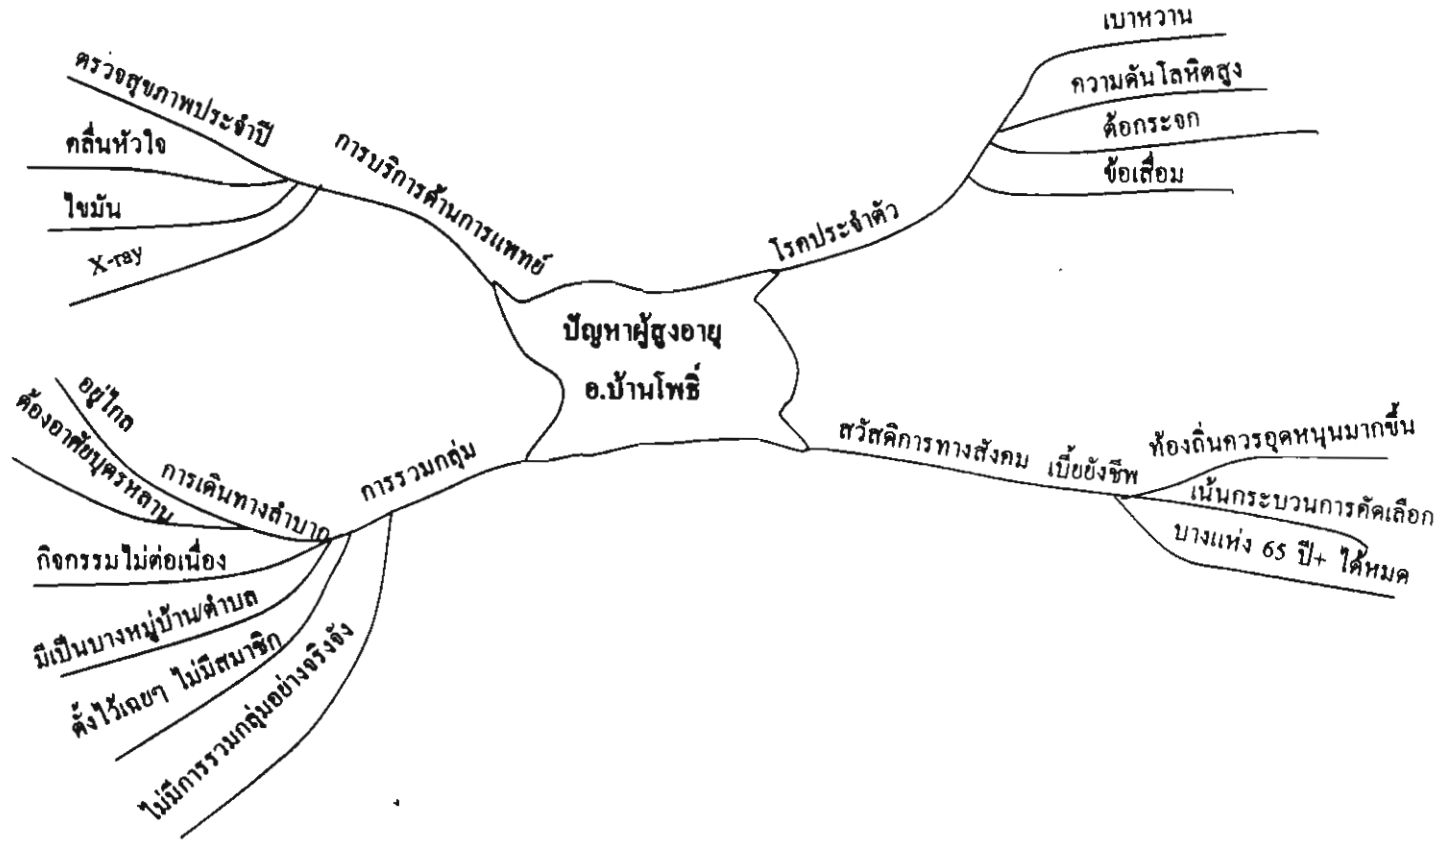 ปัญหาผู้สูงอายุ
อ.บ้านโพธิ์
โรคประจำตัว
เบาหวาน
ความดันโลหิตสูง
ต้อกระจก
ข้อเสื่อม
สวัสดิการทางสังคม เบี้ยยังชีพ
ท้องถิ่นควรอุดหนุนมากขึ้น
เน้นกระบวนการคัดเลือก
บางแห่ง 65 ปี+ ได้หมด
การรวมกลุ่ม
การเดินทางลำบาก
อยู่ไกล
ต้องอาศัยบุตรหลาน
กิจกรรมไม่ต่อเนื่อง
มีเป็นบางหมู่บ้าน/ตำบล
ตั้งไว้เฉยๆ ไม่มีสมาชิก
ไม่มีการรวมกลุ่มอย่างจริงจัง
การบริการด้านการแพทย์
ตรวจสุขภาพประจำปี
คลื่นหัวใจ
ไขมัน
X-ray